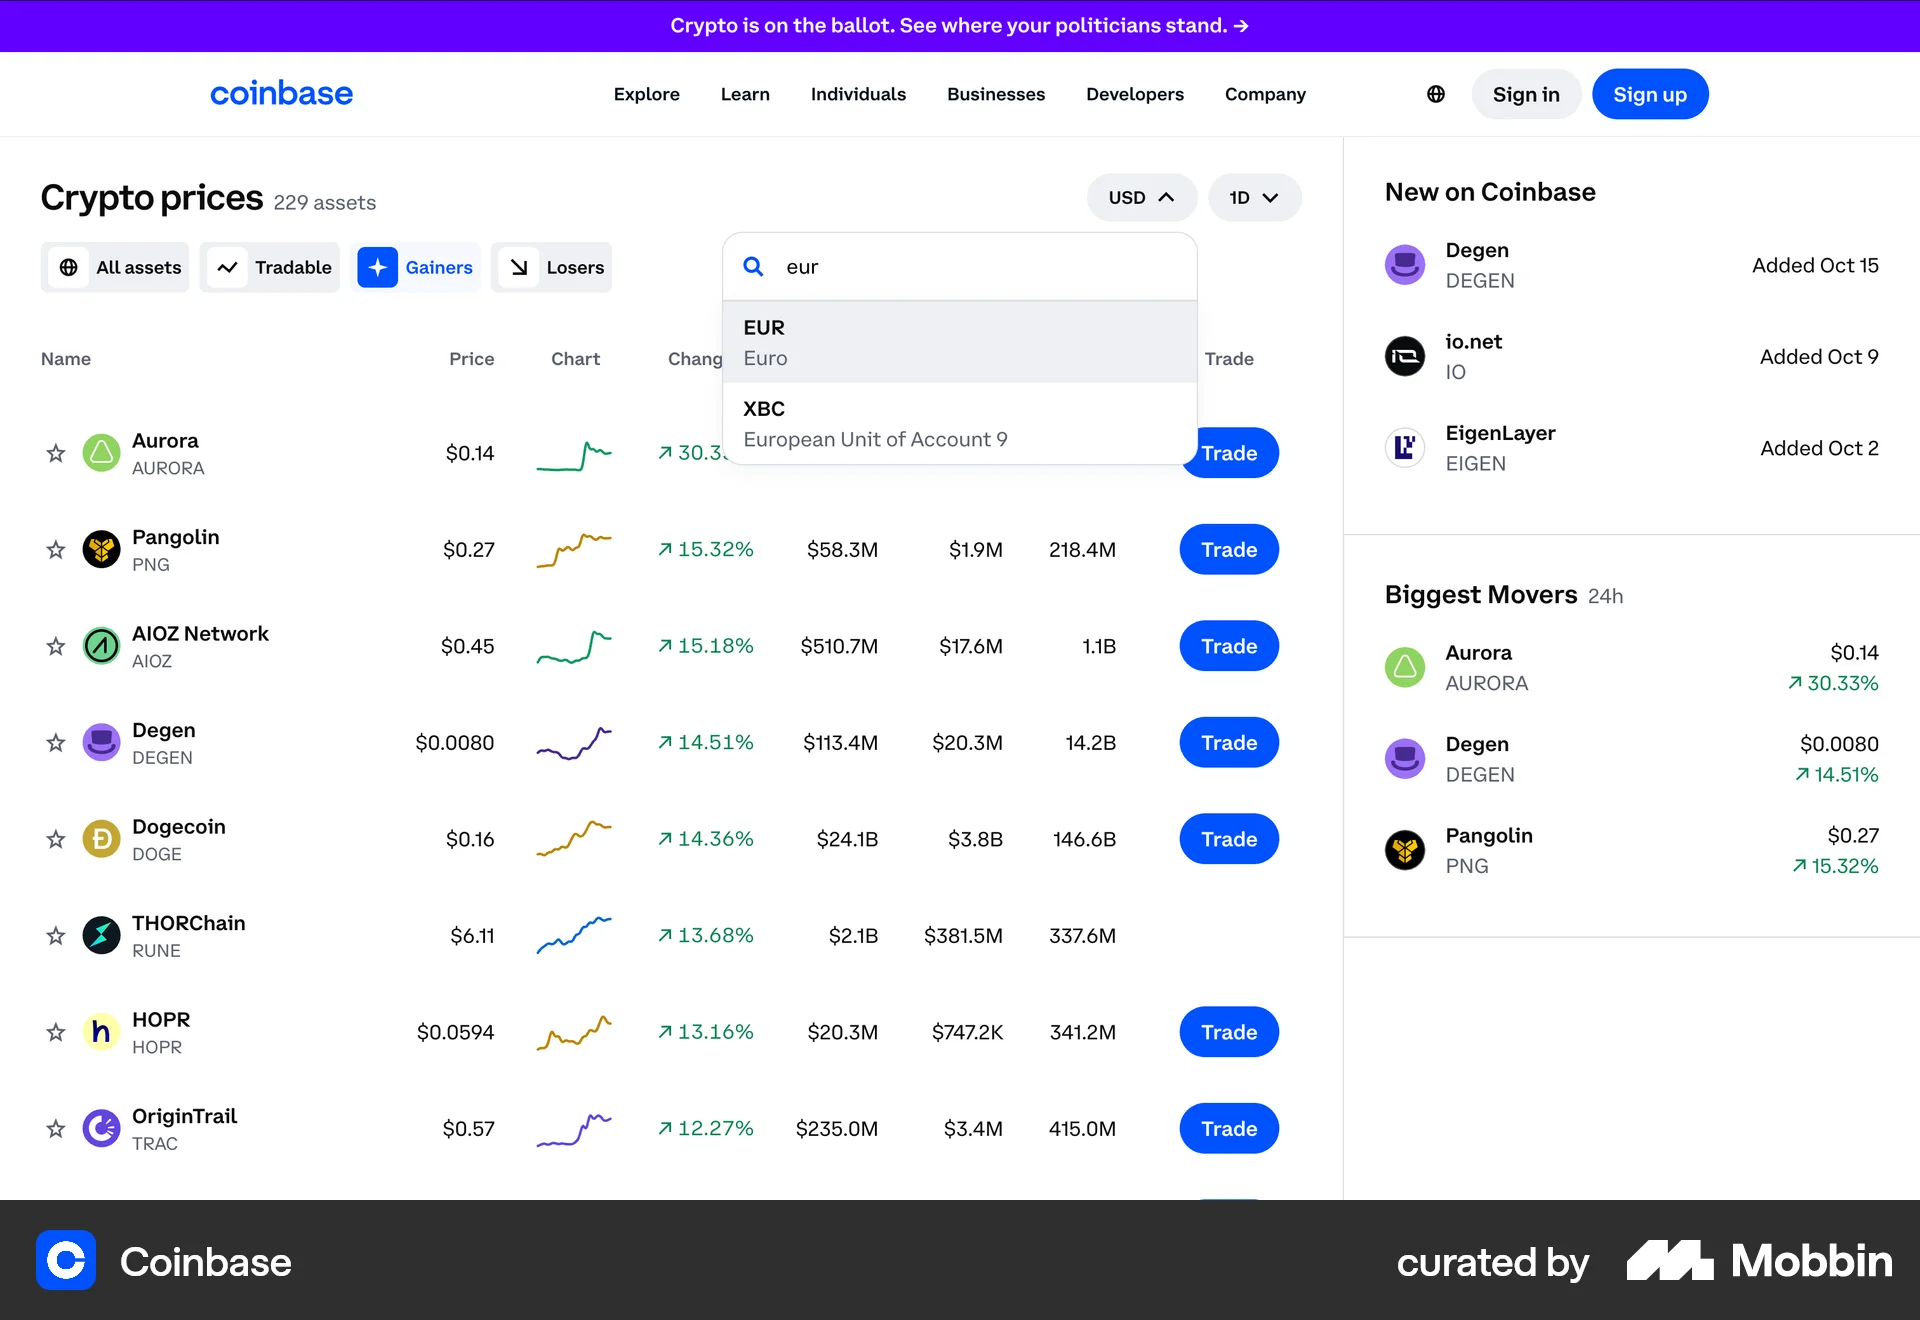 Crypto is on the ballot. See where your politicians stand. →
coinbase
Explore Learn Individuals Businesses Developers Company
Sign in Sign up
Crypto prices 229 assets
USD 1D
All assets Tradable Gainers Losers
eur
EUR
Euro
XBC
European Unit of Account 9
Name Price Chart Chang Trade
Aurora
AURORA
$0.14 ↗ 30.3 Trade
Pangolin
PNG
$0.27 ↗ 15.32% $58.3M $1.9M 218.4M Trade
AIOZ Network
AIOZ
$0.45 ↗ 15.18% $510.7M $17.6M 1.1B Trade
Degen
DEGEN
$0.0080 ↗ 14.51% $113.4M $20.3M 14.2B Trade
Dogecoin
DOGE
$0.16 ↗ 14.36% $24.1B $3.8B 146.6B Trade
THORChain
RUNE
$6.11 ↗ 13.68% $2.1B $381.5M 337.6M
HOPR
HOPR
$0.0594 ↗ 13.16% $20.3M $747.2K 341.2M Trade
OriginTrail
TRAC
$0.57 ↗ 12.27% $235.0M $3.4M 415.0M Trade
New on Coinbase
Degen
DEGEN
Added Oct 15
io.net
IO
Added Oct 9
EigenLayer
EIGEN
Added Oct 2
Biggest Movers 24h
Aurora
AURORA
$0.14
↗ 30.33%
Degen
DEGEN
$0.0080
↗ 14.51%
Pangolin
PNG
$0.27
↗ 15.32%
Coinbase
curated by Mobbin